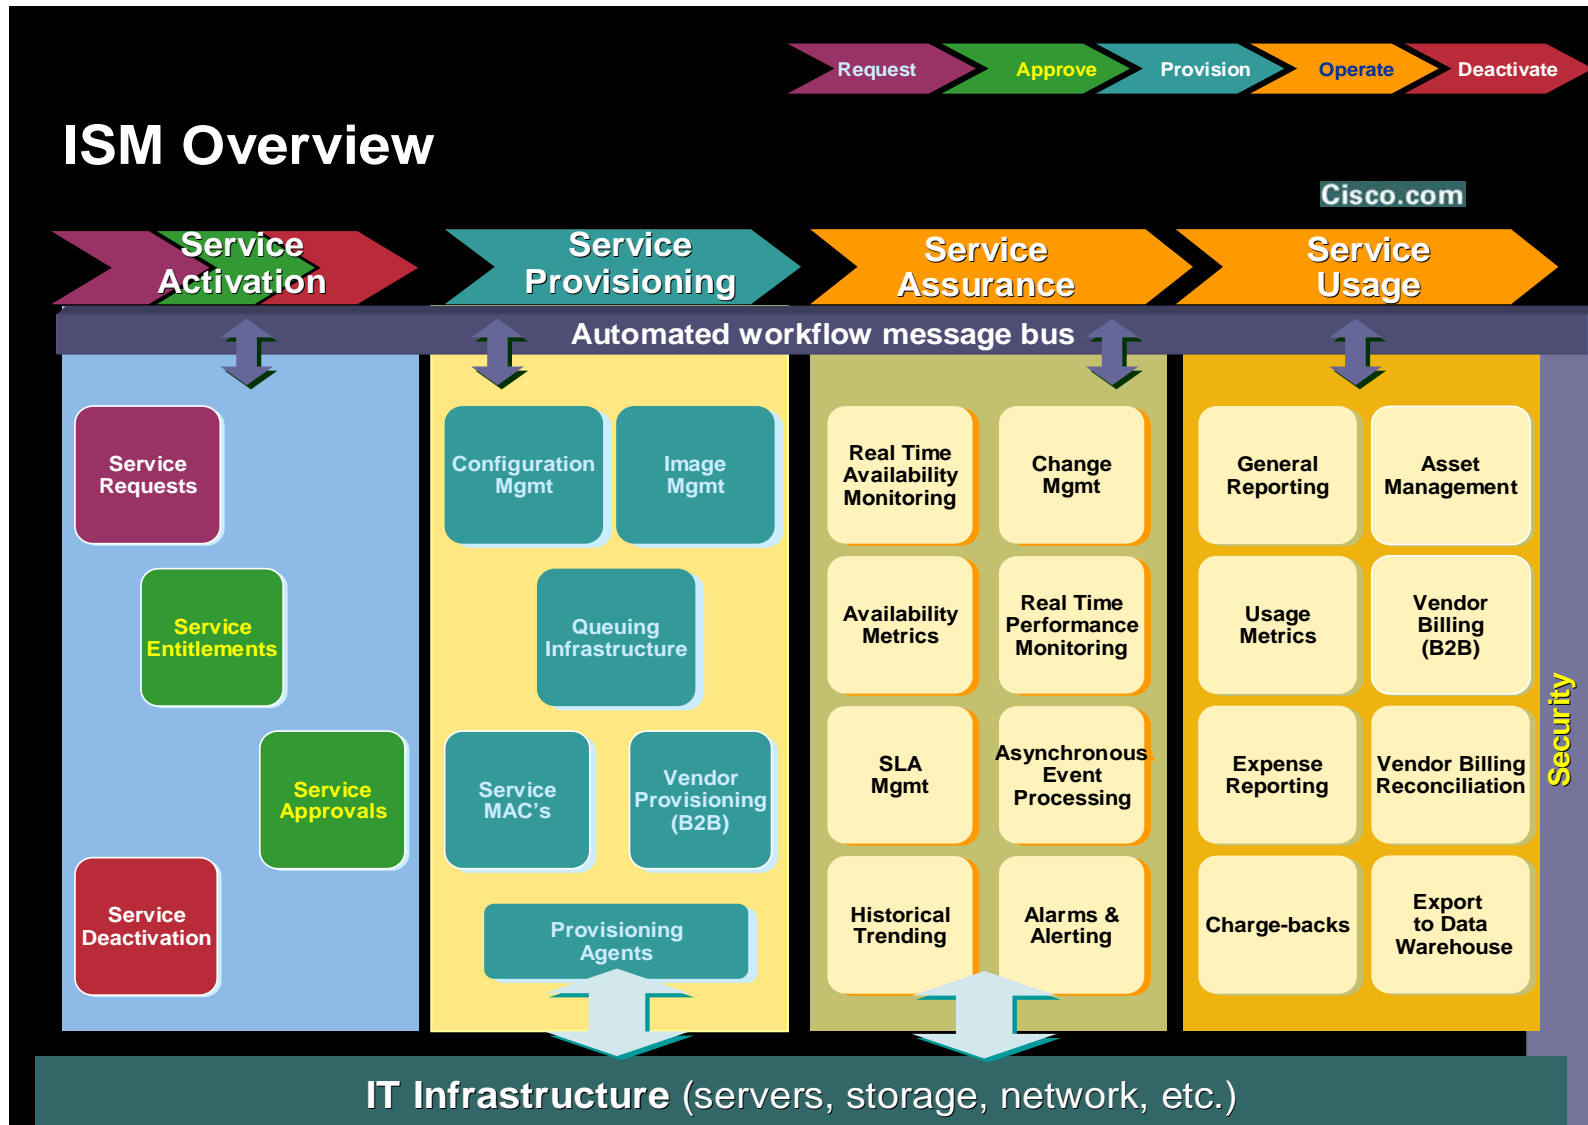 Request
Approve
Provision
Operate
Deactivate
ISM Overview
Cisco.com
Service
Activation
Service
Provisioning
Service
Assurance
Service
Usage
Automated workflow message bus
Service
Requests
Service
Entitlements
Service
Approvals
Service
Deactivation
Configuration
Mgmt
Image
Mgmt
Queuing
Infrastructure
Service
MAC’s
Vendor
Provisioning
(B2B)
Provisioning
Agents
Real Time
Availability
Monitoring
Change
Mgmt
Availability
Metrics
Real Time
Performance
Monitoring
SLA
Mgmt
Asynchronous
Event
Processing
Historical
Trending
Alarms &
Alerting
General
Reporting
Asset
Management
Usage
Metrics
Vendor
Billing
(B2B)
Expense
Reporting
Vendor Billing
Reconciliation
Charge-backs
Export
to Data
Warehouse
Security
IT Infrastructure (servers, storage, network, etc.)